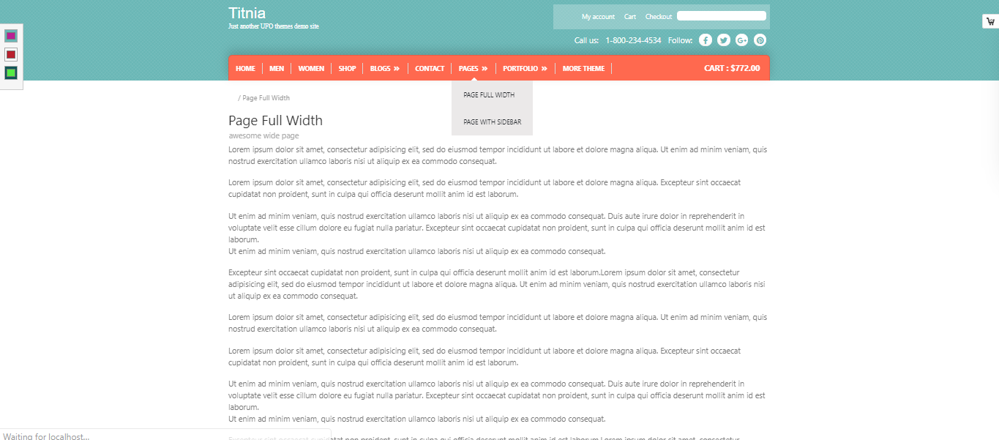 Titnia
Just another UFO themes demo site
My account Cart Checkout
Call us: 1-800-234-4534 Follow:
HOME MEN WOMEN SHOP BLOGS » CONTACT PAGES » PORTFOLIO » MORE THEME CART : $772.00
PAGE FULL WIDTH
PAGE WITH SIDEBAR
/ Page Full Width
Page Full Width
awesome wide page
Lorem ipsum dolor sit amet, consectetur adipisicing elit, sed do eiusmod tempor incididunt ut labore et dolore magna aliqua. Ut enim ad minim veniam, quis
nostrud exercitation ullamco laboris nisi ut aliquip ex ea commodo consequat.
Lorem ipsum dolor sit amet, consectetur adipisicing elit, sed do eiusmod tempor incididunt ut labore et dolore magna aliqua. Excepteur sint occaecat
cupidatat non proident, sunt in culpa qui officia deserunt mollit anim id est laborum.
Ut enim ad minim veniam, quis nostrud exercitation ullamco laboris nisi ut aliquip ex ea commodo consequat. Duis aute irure dolor in reprehenderit in
voluptate velit esse cillum dolore eu fugiat nulla pariatur. Excepteur sint occaecat cupidatat non proident, sunt in culpa qui officia deserunt mollit anim id est
laborum.
Ut enim ad minim veniam, quis nostrud exercitation ullamco laboris nisi ut aliquip ex ea commodo consequat.
Excepteur sint occaecat cupidatat non proident, sunt in culpa qui officia deserunt mollit anim id est laborum.Lorem ipsum dolor sit amet, consectetur
adipisicing elit, sed do eiusmod tempor incididunt ut labore et dolore magna aliqua. Ut enim ad minim veniam, quis nostrud exercitation ullamco laboris nisi
ut aliquip ex ea commodo consequat.
Lorem ipsum dolor sit amet, consectetur adipisicing elit, sed do eiusmod tempor incididunt ut labore et dolore magna aliqua. Ut enim ad minim veniam, quis
nostrud exercitation ullamco laboris nisi ut aliquip ex ea commodo consequat.
Lorem ipsum dolor sit amet, consectetur adipisicing elit, sed do eiusmod tempor incididunt ut labore et dolore magna aliqua. Excepteur sint occaecat
cupidatat non proident, sunt in culpa qui officia deserunt mollit anim id est laborum.
Ut enim ad minim veniam, quis nostrud exercitation ullamco laboris nisi ut aliquip ex ea commodo consequat. Duis aute irure dolor in reprehenderit in
voluptate velit esse cillum dolore eu fugiat nulla pariatur. Excepteur sint occaecat cupidatat non proident, sunt in culpa qui officia deserunt mollit anim id est
laborum.
Ut enim ad minim veniam, quis nostrud exercitation ullamco laboris nisi ut aliquip ex ea commodo consequat.
non proident, sunt in culpa qui officia deserunt mollit anim id est laborum.Lorem ipsum dolor sit amet, consectetur
Waiting for localhost...